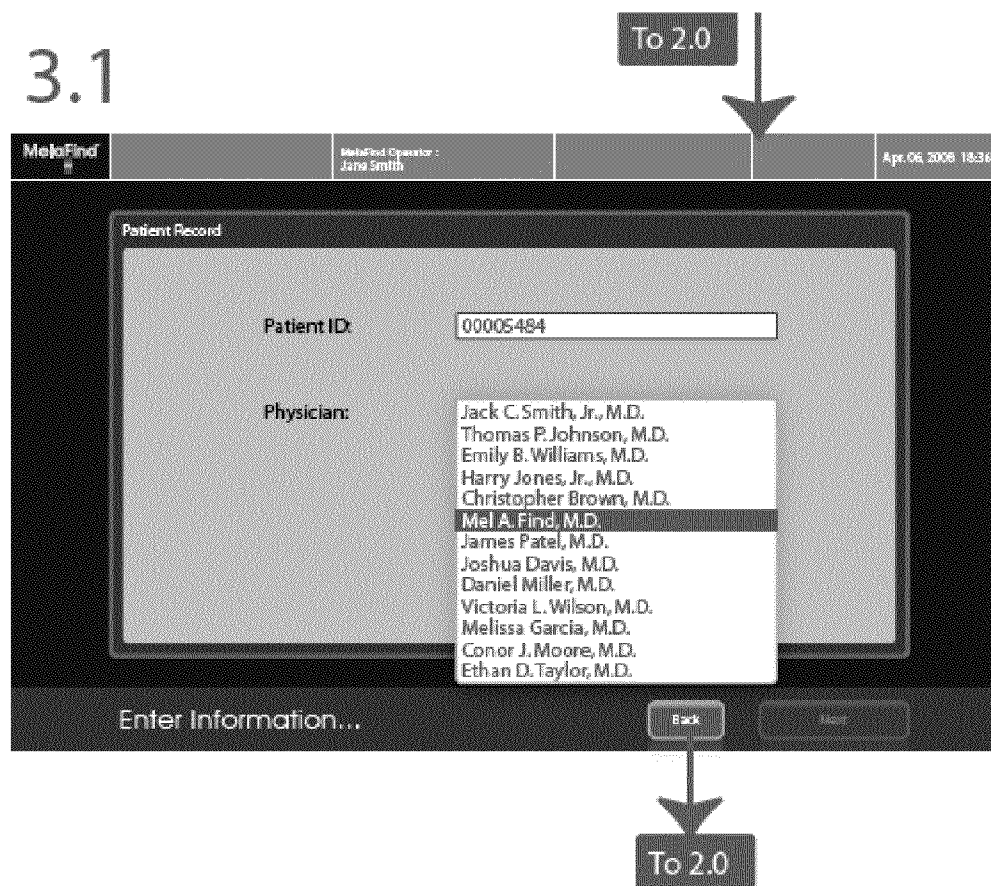 To 2.0
3.1
MelaFind
MelaFind Operator :
Jane Smith
Apr. 06, 2006 18:36
Patient Record
Patient ID:
00005484
Physician:
Jack C. Smith, Jr., M.D.
Thomas P. Johnson, M.D.
Emily B. Williams, M.D.
Harry Jones, Jr., M.D.
Christopher Brown, M.D.
Mel A. Find, M.D.
James Patel, M.D.
Joshua Davis, M.D.
Daniel Miller, M.D.
Victoria L. Wilson, M.D.
Melissa Garcia, M.D.
Conor J. Moore, M.D.
Ethan D. Taylor, M.D.
Enter Information...
Back
Next
To 2.0